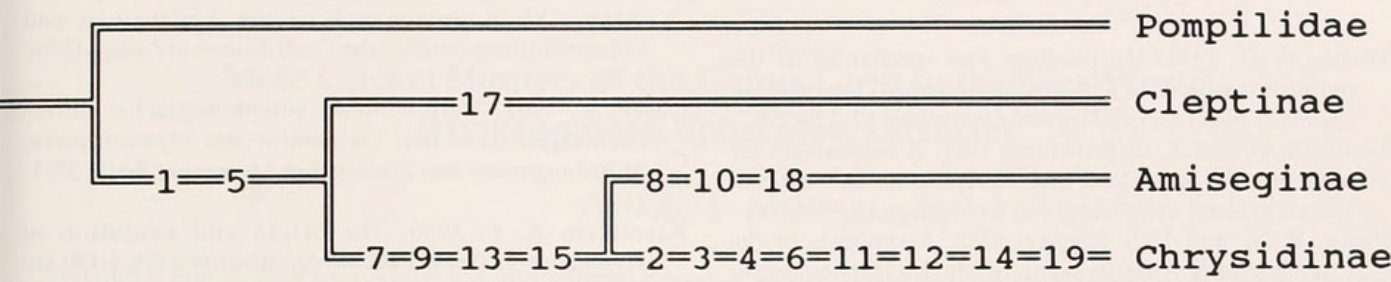 Pompilidae
17 Cleptinae
1 5 8 10 18 Amiseginae
7 9 13 15 2 3 4 6 11 12 14 19 Chrysidinae